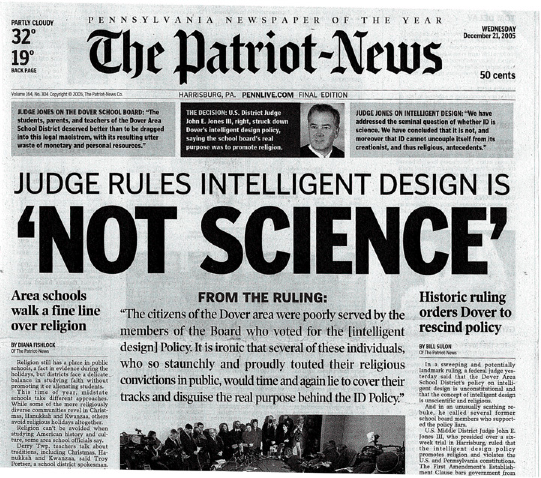 PARTLY CLOUDY
32°
19°
BACK PAGE
PENNSYLVANIA NEWSPAPER OF THE YEAR
The Patriot-News
WEDNESDAY
December 21, 2005
50 cents
HARRISBURG, PA. PENNLIVE.COM FINAL EDITION
JUDGE JONES ON THE DOVER SCHOOL BOARD: "The
students, parents, and teachers of the Dover Area
School District deserved better than to be dragged
into this legal maelstrom, with its resulting utter
waste of monetary and personal resources."
THE DECISION: U.S. District Judge
John E. Jones III, right, struck down
Dover's intelligent design policy,
saying the school board's real
purpose was to promote religion.
JUDGE JONES ON INTELLIGENT DESIGN: "We have
addressed the seminal question of whether ID is
science. We have concluded that it is not, and
moreover that ID cannot uncouple itself from its
creationist, and thus religious, antecedents."
JUDGE RULES INTELLIGENT DESIGN IS
'NOT SCIENCE'
Area schools
walk a fine line
over religion
BY DIANA FISHLOCK
Of The Patriot-News
Religion still has a place in public
schools, a fact in evidence during the
holidays, but districts face a delicate
balance in studying faith without
promoting it or alienating students.
This time of year, midstate
schools take different approaches.
While some of the more religiously
diverse communities revel in Christ-
mas, Hanukkah and Kwanzaa, others
avoid religious holidays altogether.
Religion can't be avoided when
studying American history and cul-
ture, some area school officials say.
Derry Twp. teachers talk about
traditions, including Christmas, Ha-
nukkah and Kwanzaa, said Troy
Portser, a school district spokesman.
FROM THE RULING:
"The citizens of the Dover area were poorly served by the
members of the Board who voted for the [intelligent
design] Policy. It is ironic that several of these individuals,
who so staunchly and proudly touted their religious
convictions in public, would time and again lie to cover their
tracks and disguise the real purpose behind the ID Policy."
Historic ruling
orders Dover to
rescind policy
BY BILL SULON
Of The Patriot-News
In a sweeping and potentially
landmark ruling, a federal judge yes-
terday said that the Dover Area
School District's policy on intelli-
gent design is unconstitutional and
that the concept of intelligent design
is unscientific and religious.
And in an unusually scathing re-
buke, he called several former
school board members who support-
ed the policy liars.
U.S. Middle District Judge John E.
Jones III, who presided over a six-
week trial in Harrisburg, ruled that
the intelligent design policy
promotes religion and violates the
U.S. and Pennsylvania constitutions.
The First Amendment's Establish-
ment Clause bars government from